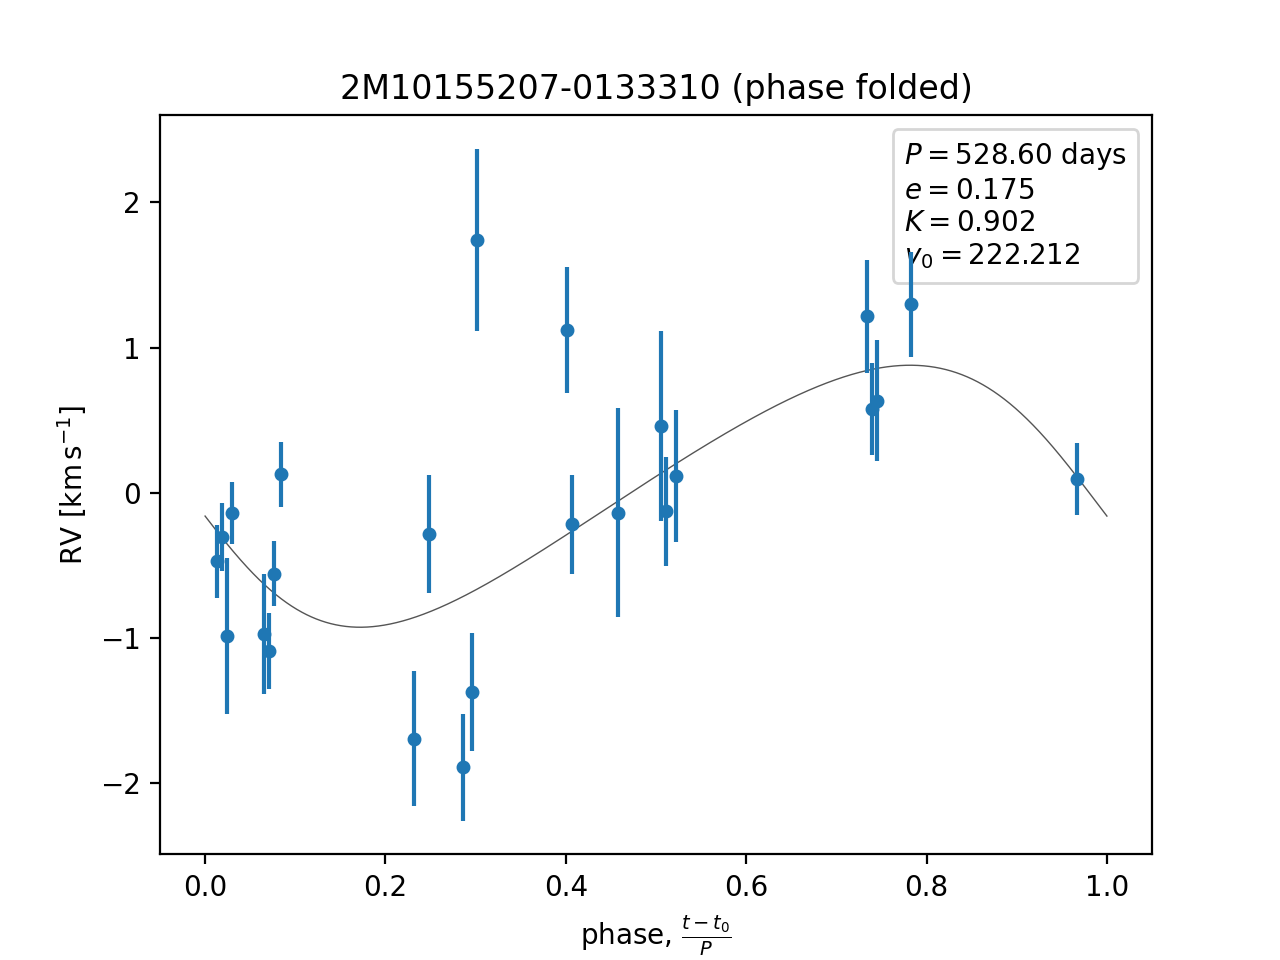 2M10155207-0133310 (phase folded)
P = 528.60 days
e = 0.175
K = 0.902
v₀ = 222.212
RV [km s⁻¹]
2
1
0
−1
−2
0.0 0.2 0.4 0.6 0.8 1.0
phase, (t − t₀)/P